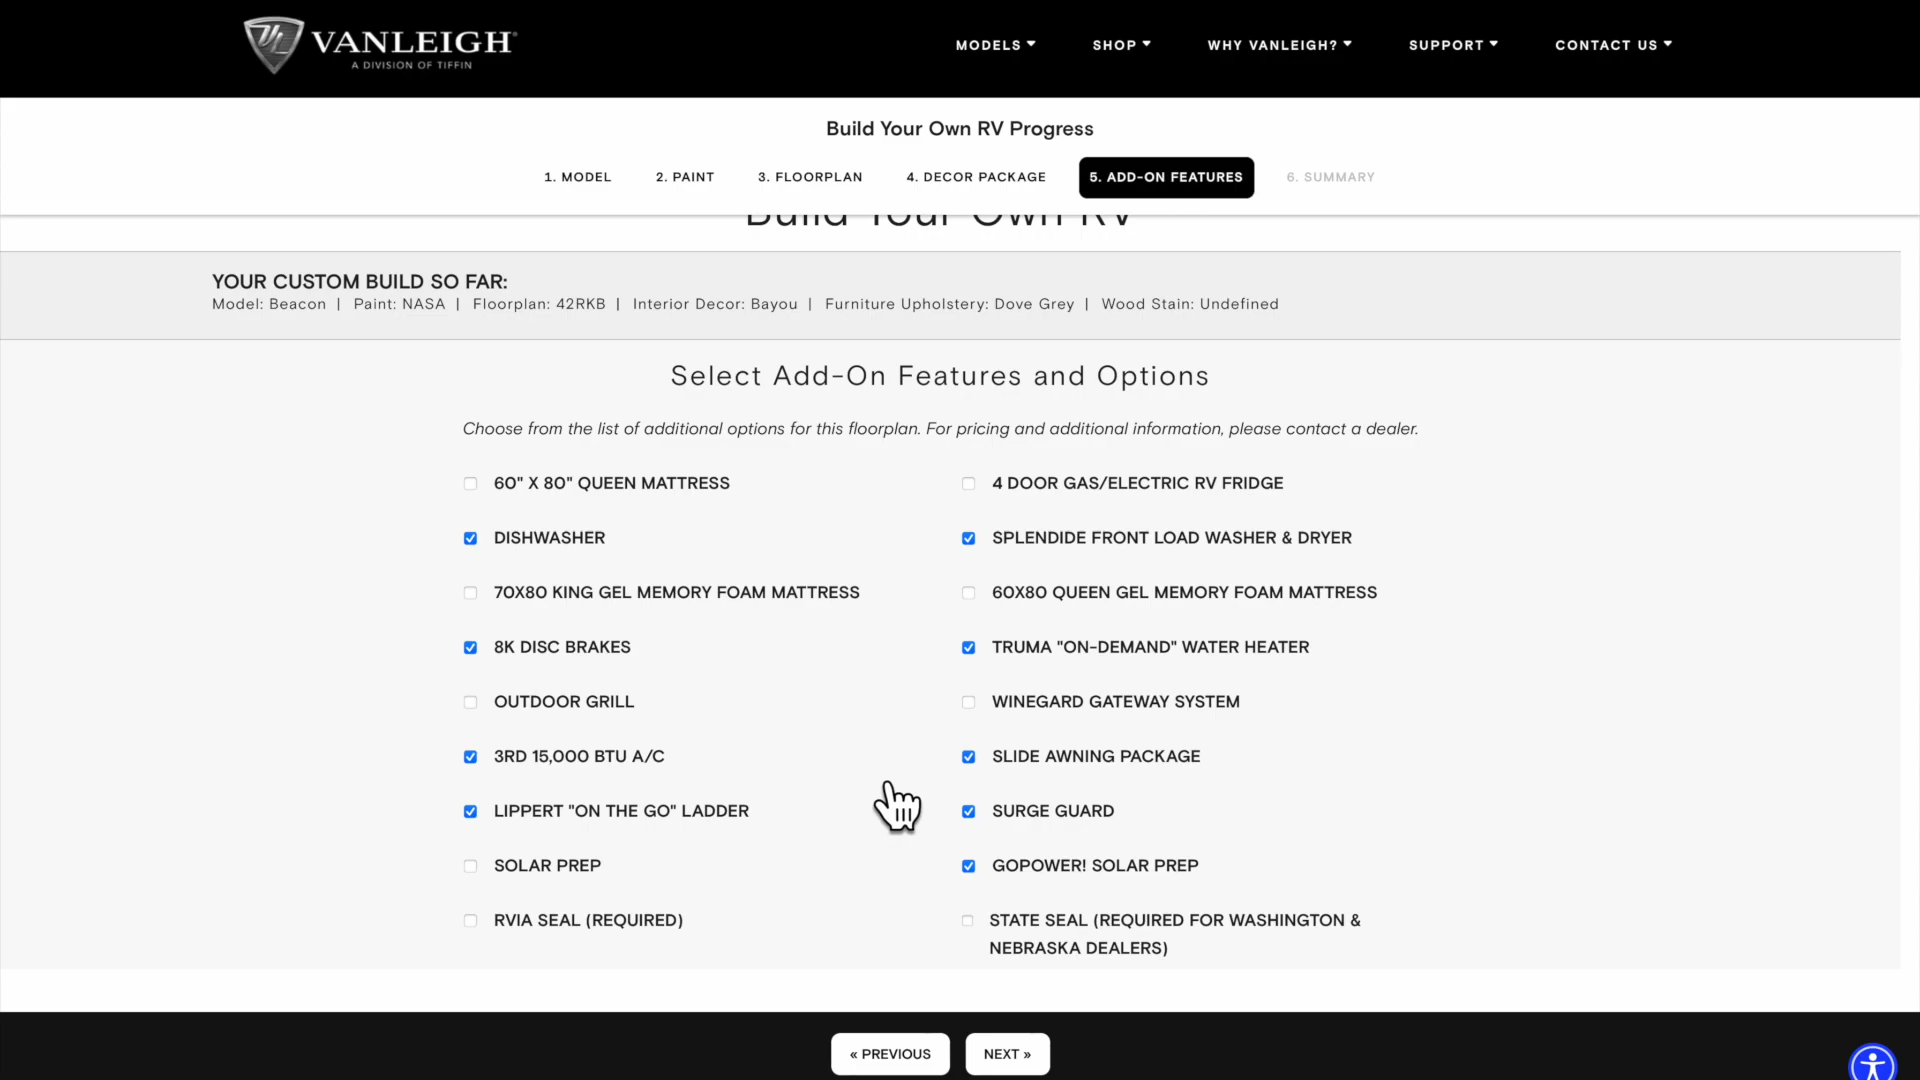 VANLEIGH
A DIVISION OF TIFFIN
MODELS
SHOP
WHY VANLEIGH?
SUPPORT
CONTACT US
Build Your Own RV Progress
1. MODEL
2. PAINT
3. FLOORPLAN
4. DECOR PACKAGE
5. ADD-ON FEATURES
6. SUMMARY
Build Your Own RV
YOUR CUSTOM BUILD SO FAR:
Model: Beacon | Paint: NASA | Floorplan: 42RKB | Interior Decor: Bayou | Furniture Upholstery: Dove Grey | Wood Stain: Undefined
Select Add-On Features and Options
Choose from the list of additional options for this floorplan. For pricing and additional information, please contact a dealer.
60" X 80" QUEEN MATTRESS
4 DOOR GAS/ELECTRIC RV FRIDGE
DISHWASHER
SPLENDIDE FRONT LOAD WASHER & DRYER
70X80 KING GEL MEMORY FOAM MATTRESS
60X80 QUEEN GEL MEMORY FOAM MATTRESS
8K DISC BRAKES
TRUMA "ON-DEMAND" WATER HEATER
OUTDOOR GRILL
WINEGARD GATEWAY SYSTEM
3RD 15,000 BTU A/C
SLIDE AWNING PACKAGE
LIPPERT "ON THE GO" LADDER
SURGE GUARD
SOLAR PREP
GOPOWER! SOLAR PREP
RVIA SEAL (REQUIRED)
STATE SEAL (REQUIRED FOR WASHINGTON &
NEBRASKA DEALERS)
« PREVIOUS
NEXT »